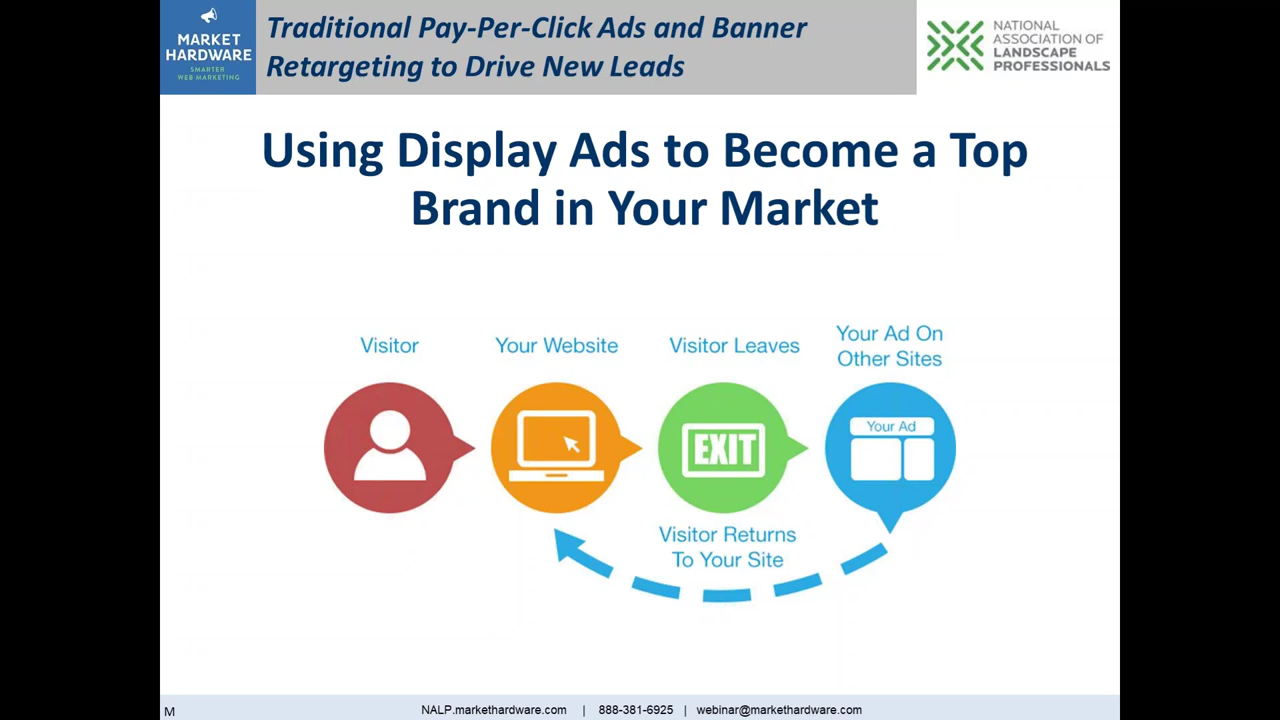 MARKET
HARDWARE
SMARTER
WEB MARKETING
Traditional Pay-Per-Click Ads and Banner
Retargeting to Drive New Leads
NATIONAL
ASSOCIATION OF
LANDSCAPE
PROFESSIONALS
Using Display Ads to Become a Top
Brand in Your Market
Visitor
Your Website
Visitor Leaves
Your Ad On
Other Sites
EXIT
Your Ad
Visitor Returns
To Your Site
M
NALP.markethardware.com | 888-381-6925 | webinar@markethardware.com